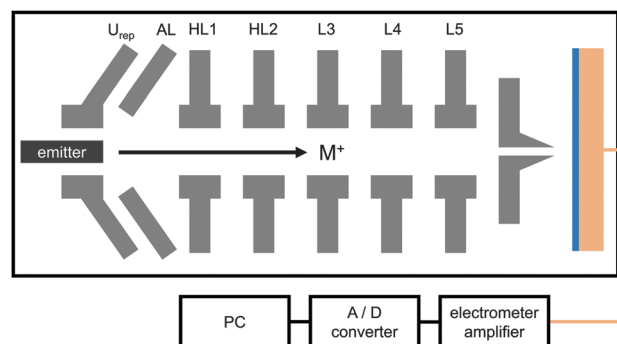 Urep AL HL1 HL2 L3 L4 L5
emitter M⁺
PC
A / D
converter
electrometer
amplifier